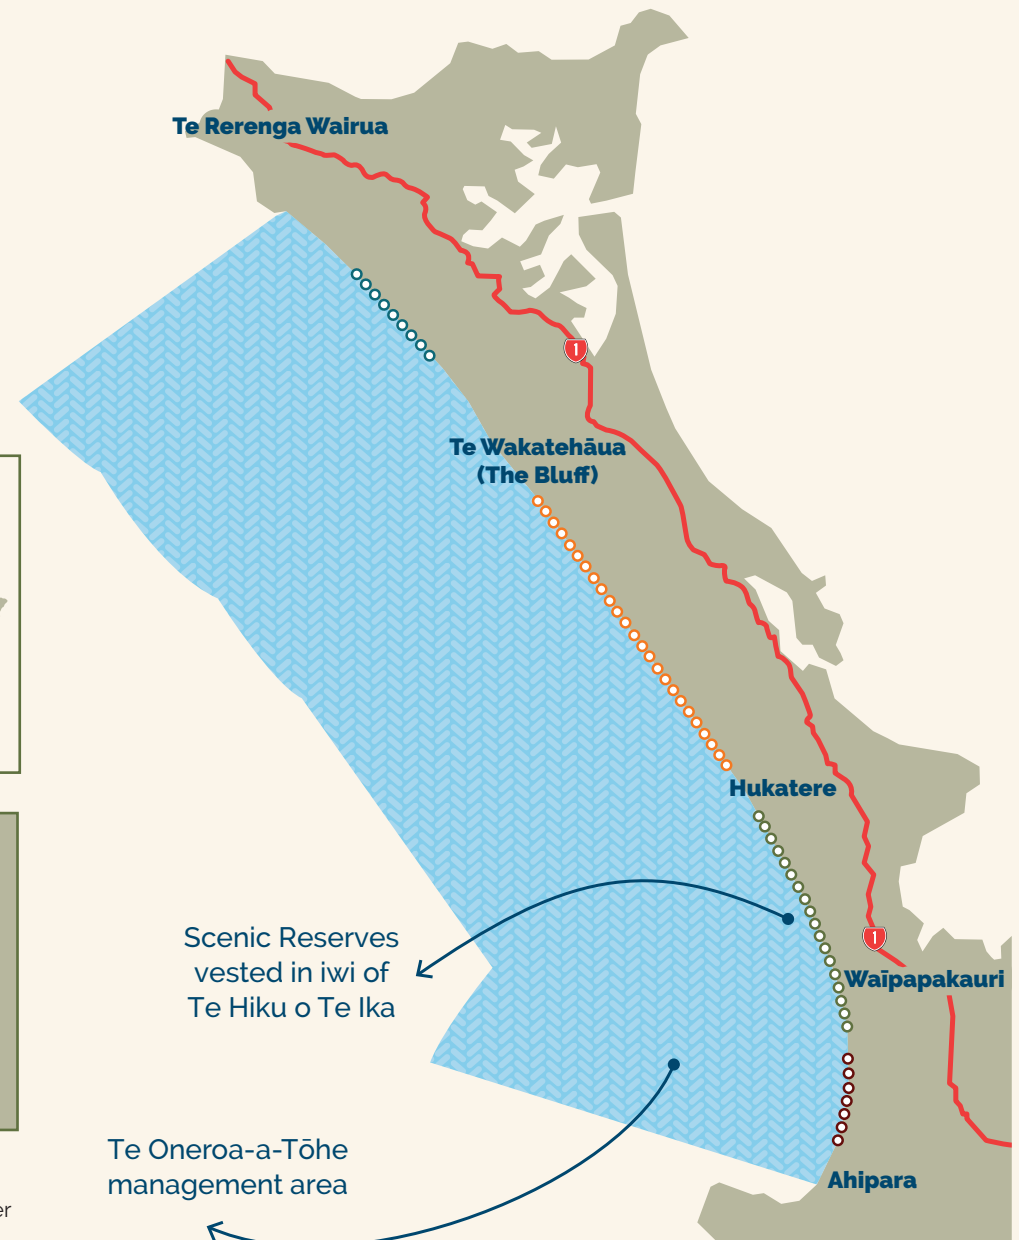 Te Rerenga Wairua
1
Te Wakatehāua
(The Bluff)
Hukatere
1
Scenic Reserves
vested in iwi of
Te Hiku o Te Ika
Waīpapakauri
Te Oneroa-a-Tōhe
management area
Ahipara
er